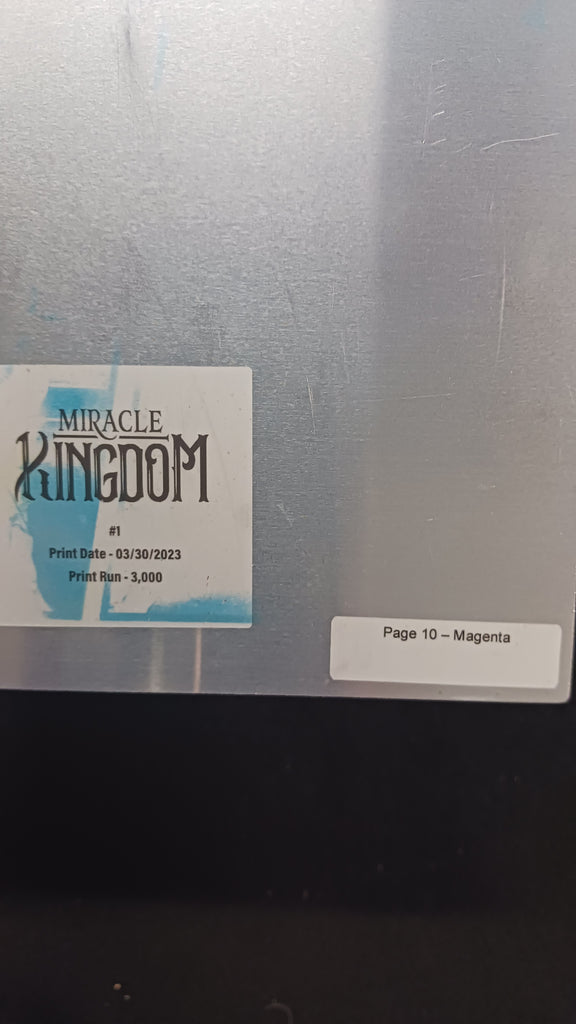 MIRACLE
KINGDOM
#1
Print Date - 03/30/2023
Print Run - 3,000
Page 10 – Magenta